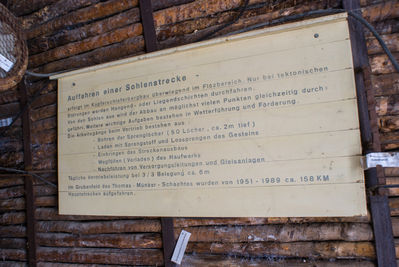 Auffahren einer Sohlenstrecke
erfolgt im Kupferschieferbergbau überwiegend im Flözbereich. Nur bei tektonischen
Störungen werden Hangend- oder Liegendschichten durchfahren.
Von den Sohlen aus wird der Abbau an möglichst vielen Punkten gleichzeitig durch-
geführt. Weitere wichtige Aufgaben bestehen in Wetterführung und Förderung.
Die Arbeitsgänge beim Vortrieb bestehen aus:
- Bohren der Sprenglöcher (50 Löcher, ca. 2m tief)
- Laden mit Sprengstoff und Lossprengen des Gesteins
- Einbringen des Streckenausbaus
- Wegfüllen (Verladen) des Haufwerks
- Nachführen von Versorgungsleitungen und Gleisanlagen
Tägliche Vortriebsleistung bei 3/3 Belegung ca. 6m
Im Grubenfeld des Thomas-Münzer-Schachtes wurden von 1951-1989 ca. 158 KM
Hauptstrecken aufgefahren.